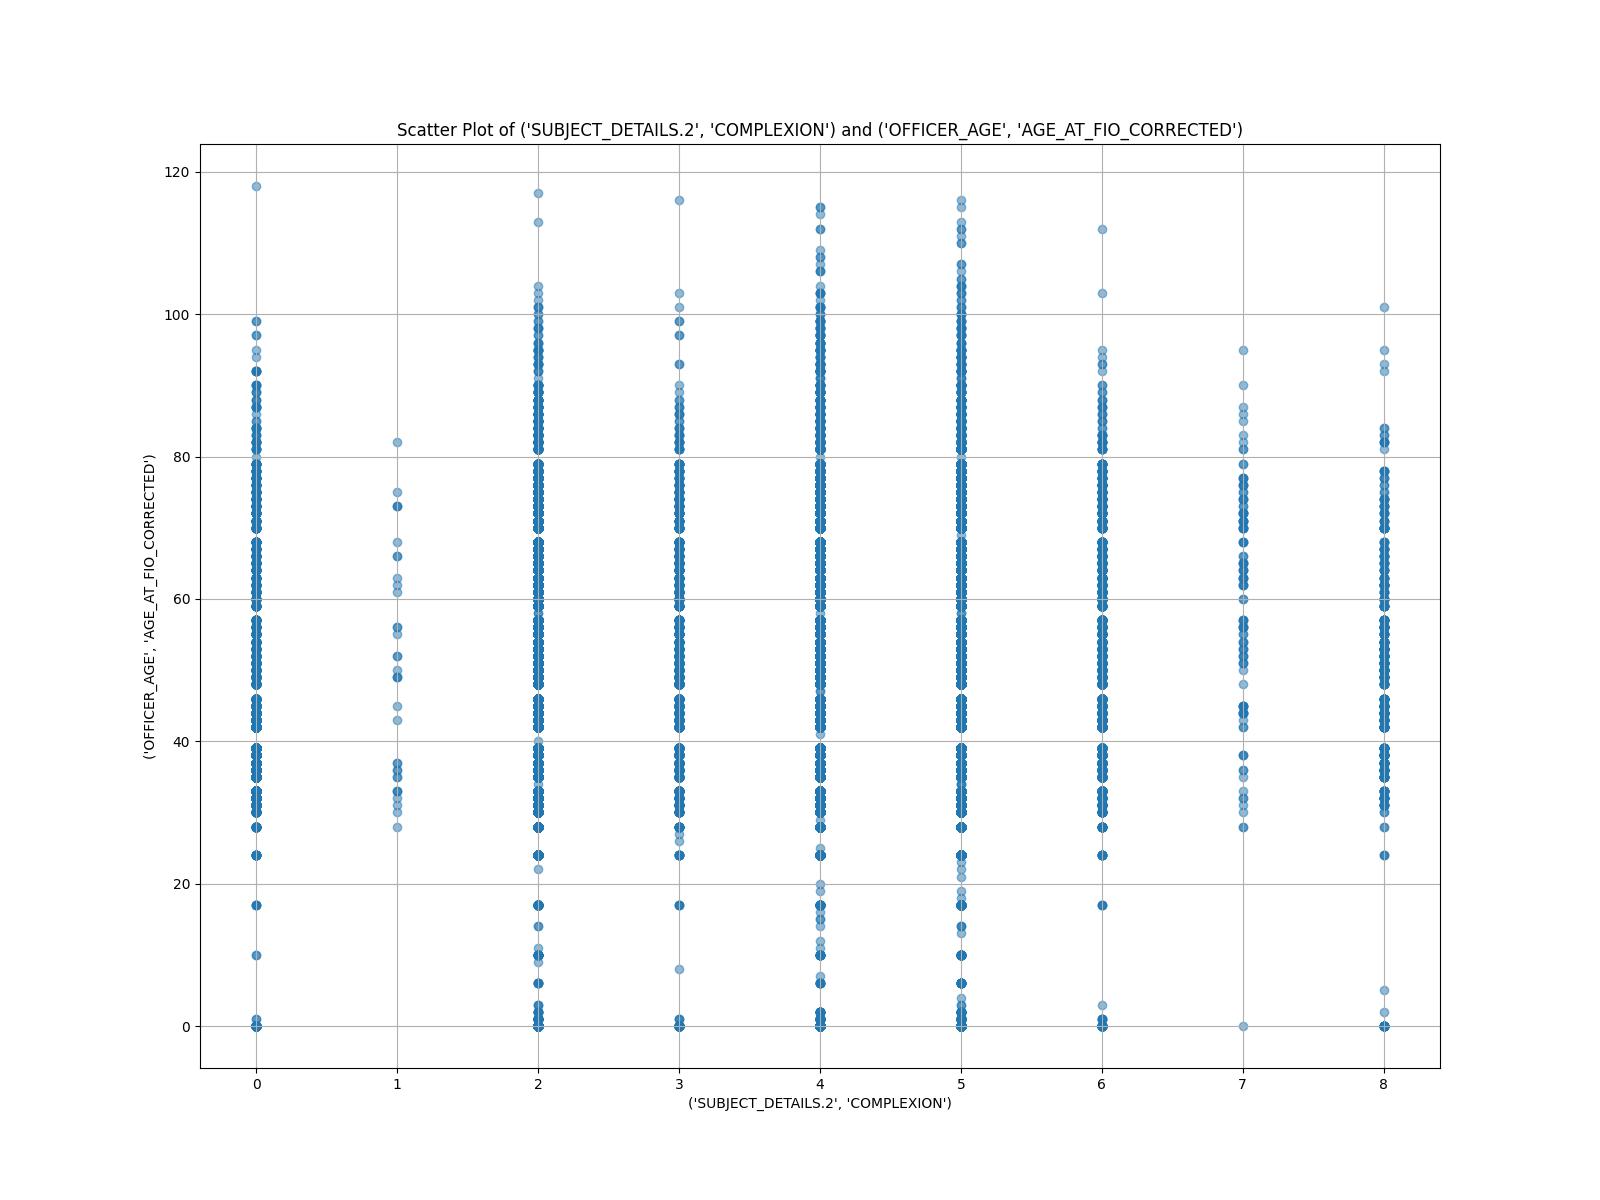 Scatter Plot of ('SUBJECT_DETAILS.2', 'COMPLEXION') and ('OFFICER_AGE', 'AGE_AT_FIO_CORRECTED')
120
100
80
60
40
20
0
('OFFICER_AGE', 'AGE_AT_FIO_CORRECTED')
0 1 2 3 4 5 6 7 8
('SUBJECT_DETAILS.2', 'COMPLEXION')